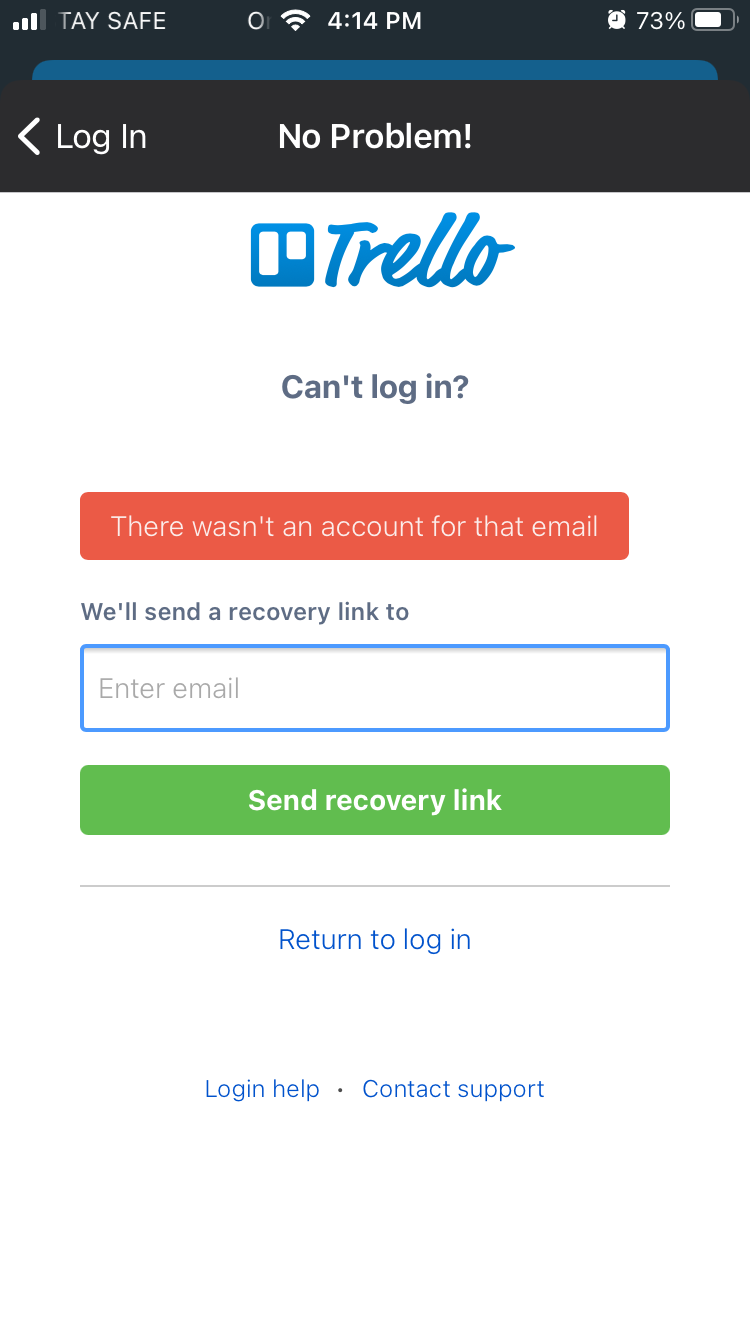 TAY SAFE 4:14 PM 73%
Log In No Problem!
Trello
Can't log in?
There wasn't an account for that email
We'll send a recovery link to
Enter email
Send recovery link
Return to log in
Login help · Contact support